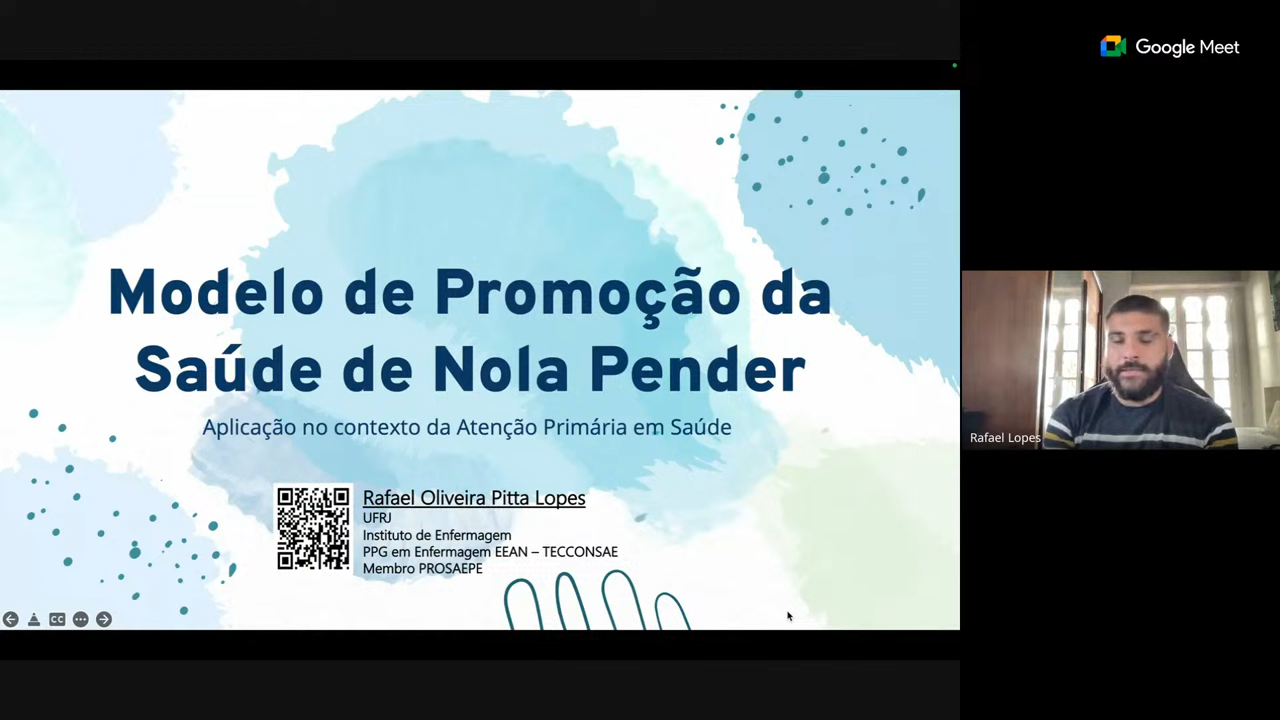 Google Meet
Modelo de Promoção da
Saúde de Nola Pender
Aplicação no contexto da Atenção Primária em Saúde
Rafael Oliveira Pitta Lopes
UFRJ
Instituto de Enfermagem
PPG em Enfermagem EEAN – TECCONSAE
Membro PROSAEPE
Rafael Lopes
CC